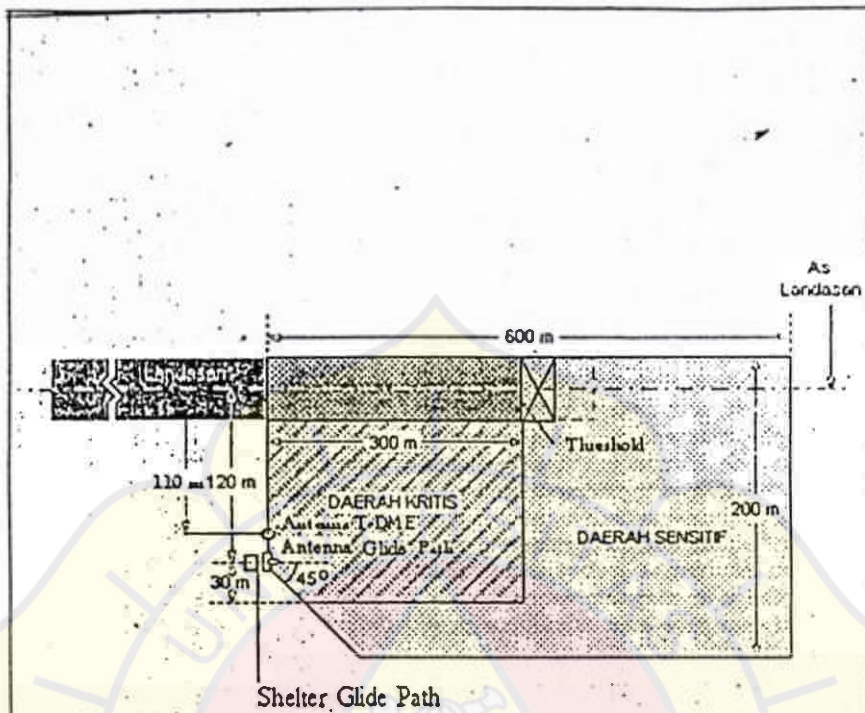 As
Landasan
600 m
Landasan
300 m
Threshold
110 m 120 m
DAERAH KRITIS
200 m
Antenna T-DME
DAERAH SENSITIF
Antenna Glide Path
45°
30 m
Shelter Glide Path